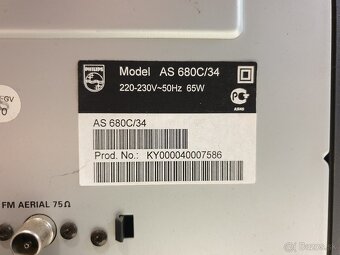 PHILIPS
Model AS 680C/34
220-230V~50Hz 65W
AS 680C/34
Prod. No.: KY000040007586
FM AERIAL 75Ω